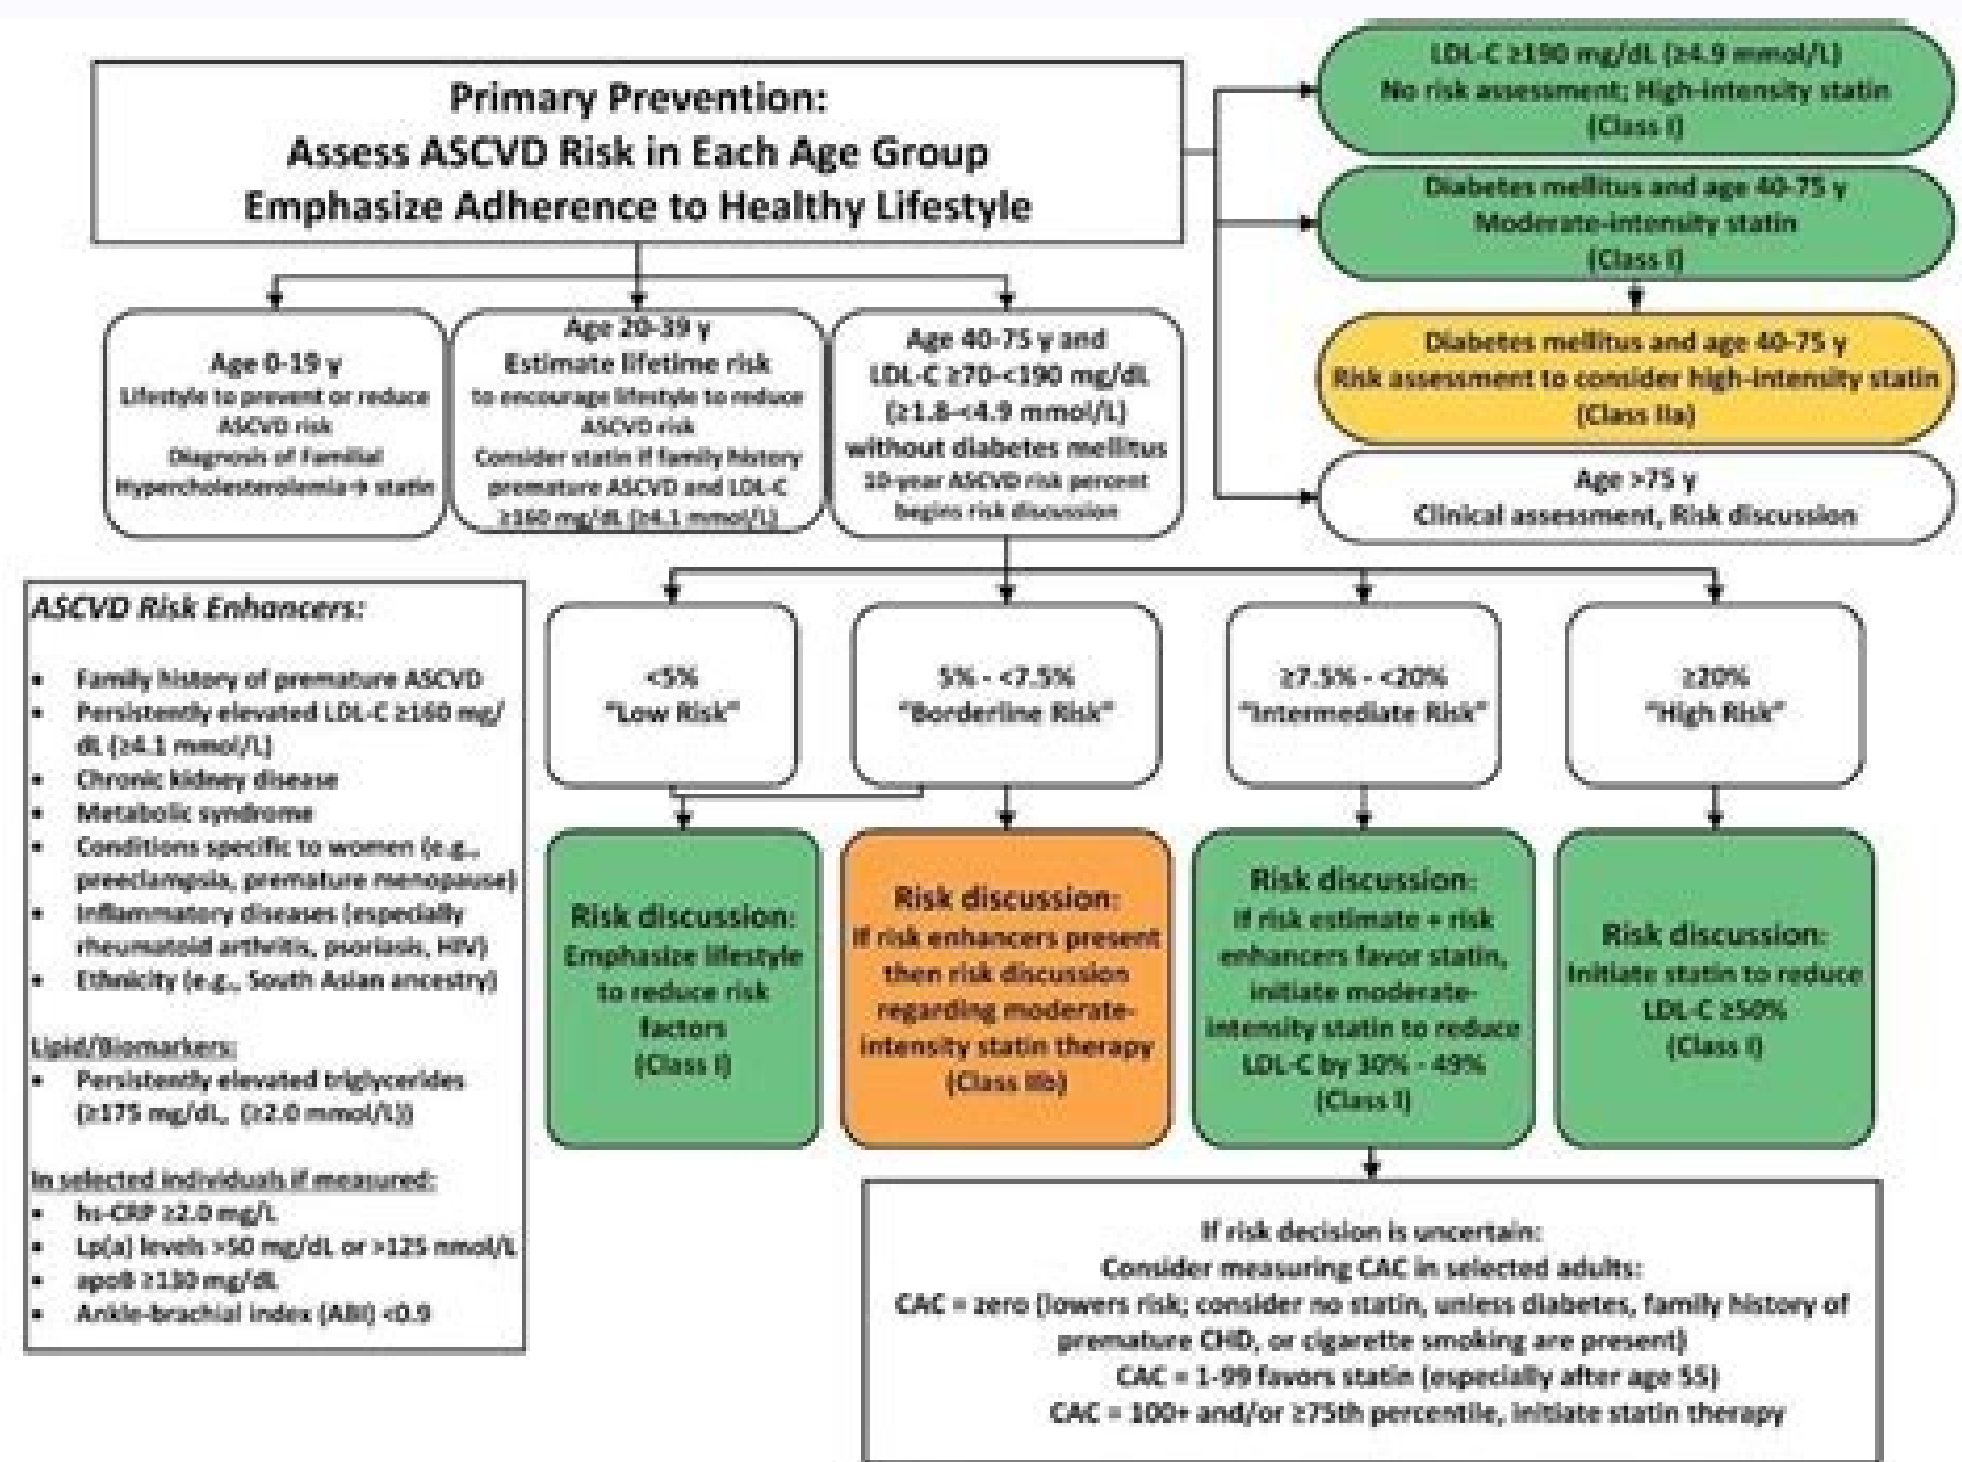 Primary Prevention:
Assess ASCVD Risk in Each Age Group
Emphasize Adherence to Healthy Lifestyle
LDL-C ≥190 mg/dL (≥4.9 mmol/L)
No risk assessment; High-intensity statin
(Class I)
Diabetes mellitus and age 40-75 y
Moderate-intensity statin
(Class I)
Diabetes mellitus and age 40-75 y
Risk assessment to consider high-intensity statin
(Class IIa)
Age >75 y
Clinical assessment, Risk discussion
Age 0-19 y
Lifestyle to prevent or reduce
ASCVD risk
Diagnosis of Familial
Hypercholesterolemia→ statin
Age 20-39 y
Estimate lifetime risk
to encourage lifestyle to reduce
ASCVD risk
Consider statin if family history
premature ASCVD and LDL-C
≥160 mg/dL (≥4.1 mmol/L)
Age 40-75 y and
LDL-C ≥70-<190 mg/dL
(≥1.8-<4.9 mmol/L)
without diabetes mellitus
10-year ASCVD risk percent
begins risk discussion
ASCVD Risk Enhancers:
• Family history of premature ASCVD
• Persistently elevated LDL-C ≥160 mg/
dL (≥4.1 mmol/L)
• Chronic kidney disease
• Metabolic syndrome
• Conditions specific to women (e.g.,
preeclampsia, premature menopause)
• Inflammatory diseases (especially
rheumatoid arthritis, psoriasis, HIV)
• Ethnicity (e.g., South Asian ancestry)
Lipid/Biomarkers:
• Persistently elevated triglycerides
(≥175 mg/dL, (≥2.0 mmol/L))
In selected individuals if measured:
• hs-CRP ≥2.0 mg/L
• Lp(a) levels >50 mg/dL or >125 nmol/L
• apoB ≥130 mg/dL
• Ankle-brachial index (ABI) <0.9
<5%
"Low Risk"
5% - <7.5%
"Borderline Risk"
≥7.5% - <20%
"Intermediate Risk"
≥20%
"High Risk"
Risk discussion:
Emphasize lifestyle
to reduce risk
factors
(Class I)
Risk discussion:
If risk enhancers present
then risk discussion
regarding moderate-
intensity statin therapy
(Class IIb)
Risk discussion:
If risk estimate + risk
enhancers favor statin,
initiate moderate-
intensity statin to reduce
LDL-C by 30% - 49%
(Class I)
Risk discussion:
Initiate statin to reduce
LDL-C ≥50%
(Class I)
If risk decision is uncertain:
Consider measuring CAC in selected adults:
CAC = zero (lowers risk; consider no statin, unless diabetes, family history of
premature CHD, or cigarette smoking are present)
CAC = 1-99 favors statin (especially after age 55)
CAC = 100+ and/or ≥75th percentile, initiate statin therapy